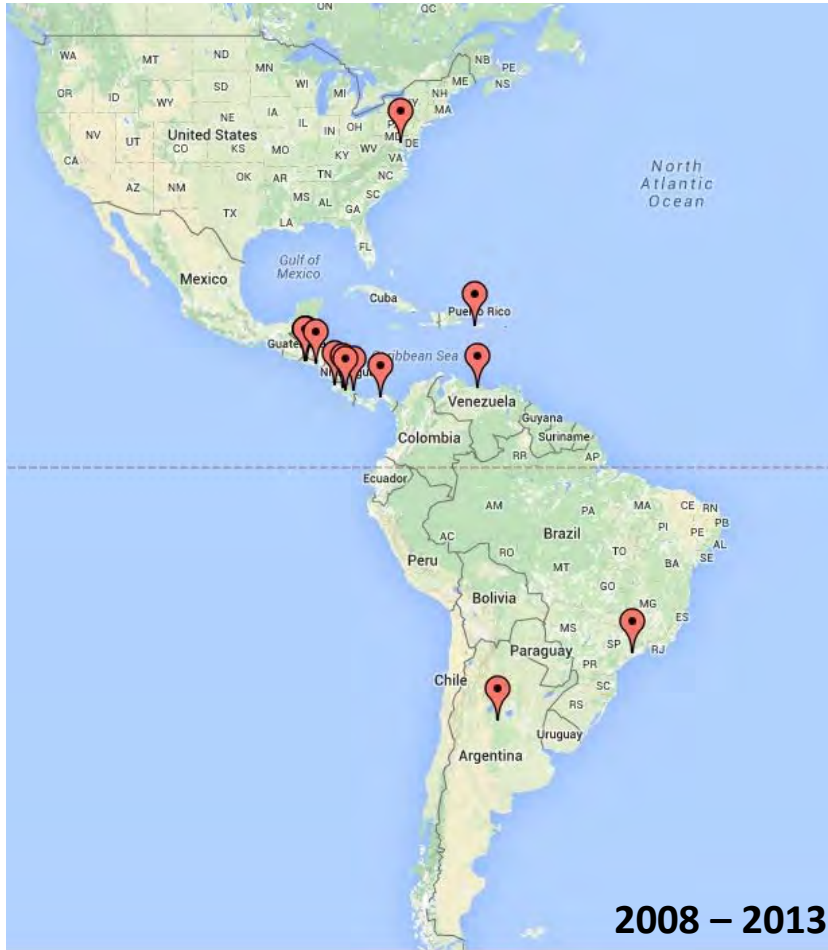 ON
QC
WA
MT
ND
MN
NB
PE
NS
OR
ID
SD
WI
MI
ME
NH
MA
WY
NE
IA
IL
IN
OH
DE
NV
UT
CO
United States
KS
MO
KY
WV
VA
CA
AZ
NM
OK
AR
TN
NC
SC
MS
AL
GA
TX
LA
FL
North
Atlantic
Ocean
Gulf of
Mexico
Mexico
Cuba
Caribbean Sea
Venezuela
Guyana
Suriname
Colombia
RR
AP
Ecuador
AM
PA
MA
CE
RN
PB
PE
PI
AL
SE
AC
RO
TO
BA
Brazil
Peru
MT
GO
Bolivia
MG
ES
MS
SP
RJ
Paraguay
PR
SC
Chile
RS
Uruguay
Argentina
2008 – 2013